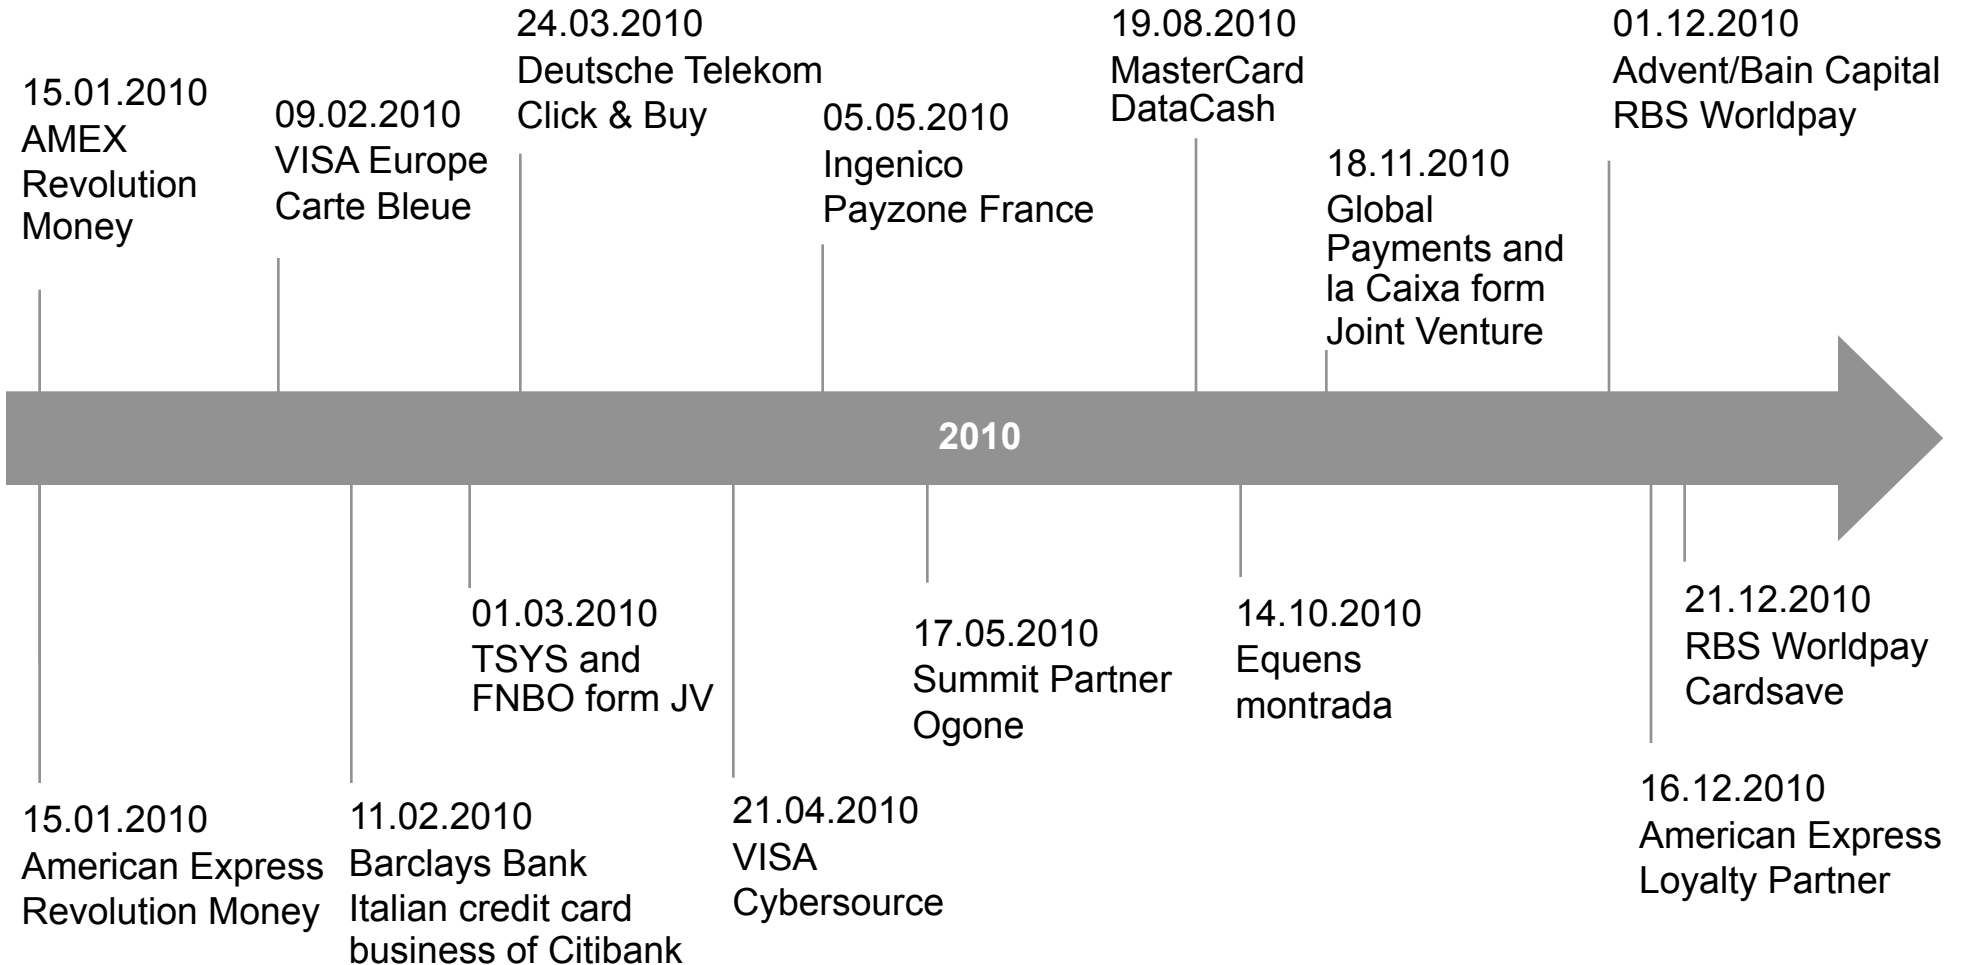 15.01.2010
AMEX
Revolution
Money
09.02.2010
VISA Europe
Carte Bleue
24.03.2010
Deutsche Telekom
Click & Buy
05.05.2010
Ingenico
Payzone France
19.08.2010
MasterCard
DataCash
18.11.2010
Global
Payments and
la Caixa form
Joint Venture
01.12.2010
Advent/Bain Capital
RBS Worldpay
2010
15.01.2010
American Express
Revolution Money
11.02.2010
Barclays Bank
Italian credit card
business of Citibank
01.03.2010
TSYS and
FNBO form JV
21.04.2010
VISA
Cybersource
17.05.2010
Summit Partner
Ogone
14.10.2010
Equens
montrada
16.12.2010
American Express
Loyalty Partner
21.12.2010
RBS Worldpay
Cardsave